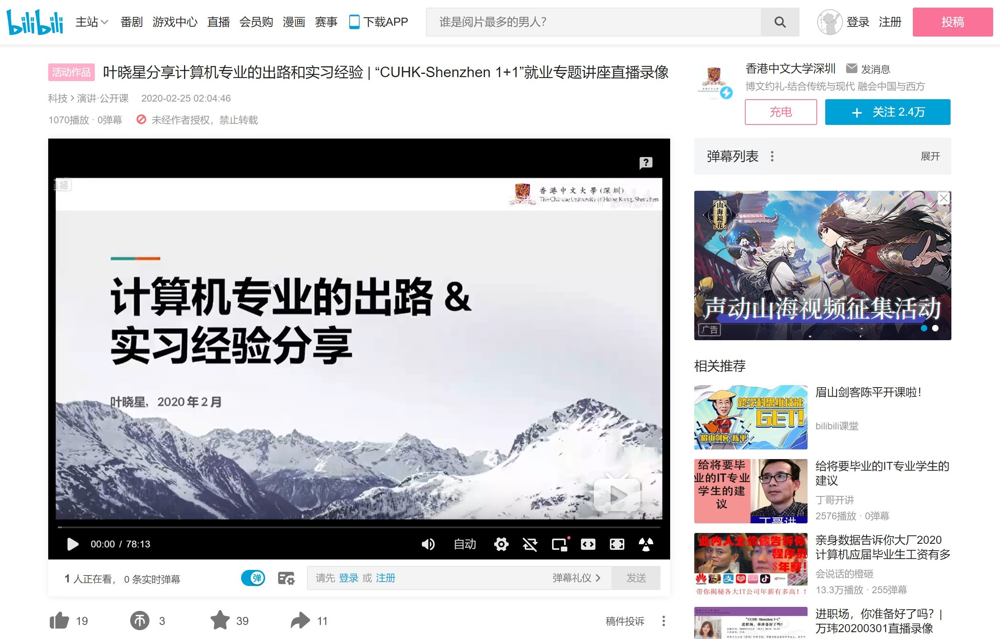 bilibili
主站 番剧 游戏中心 直播 会员购 漫画 赛事 下载APP
谁是阅片最多的男人?
登录 注册 投稿
活动作品 叶晓星分享计算机专业的出路和实习经验 | “CUHK-Shenzhen 1+1”就业专题讲座直播录像
科技 > 演讲·公开课 2020-02-25 02:04:46
1070播放 · 0弹幕 未经作者授权，禁止转载
香港中文大学深圳 发消息
博文约礼-结合传统与现代 融会中国与西方
充电 + 关注 2.4万
香港中文大學(深圳)
The Chinese University of Hong Kong, Shenzhen
计算机专业的出路 &
实习经验分享
叶晓星，2020 年 2 月
00:00 / 78:13 自动
1 人正在看， 0 条实时弹幕 弹 请先 登录 或 注册 弹幕礼仪 > 发送
19 3 39 11 稿件投诉
弹幕列表 展开
山海鏡花
声动山海视频征集活动
广告
相关推荐
跨学科思维技能
GET!
眉山剑客 陈平
眉山剑客陈平开课啦！
bilibili课堂
给将要毕
业的IT专业
学生的建
议
丁哥讲
给将要毕业的IT专业学生的
建议
丁哥开讲
2576播放 · 0弹幕
业内人士偷偷告诉你
程序员
$年薪!
HUAWEI
带你揭秘各大IT公司年薪有多高！！
亲身数据告诉你大厂2020
计算机应届毕业生工资有多
会说话的橙砸
13.3万播放 · 255弹幕
“CUHK-Shenzhen 1+1”
进职场，你准备好了吗?
进职场，你准备好了吗？|
万玮20200301直播录像